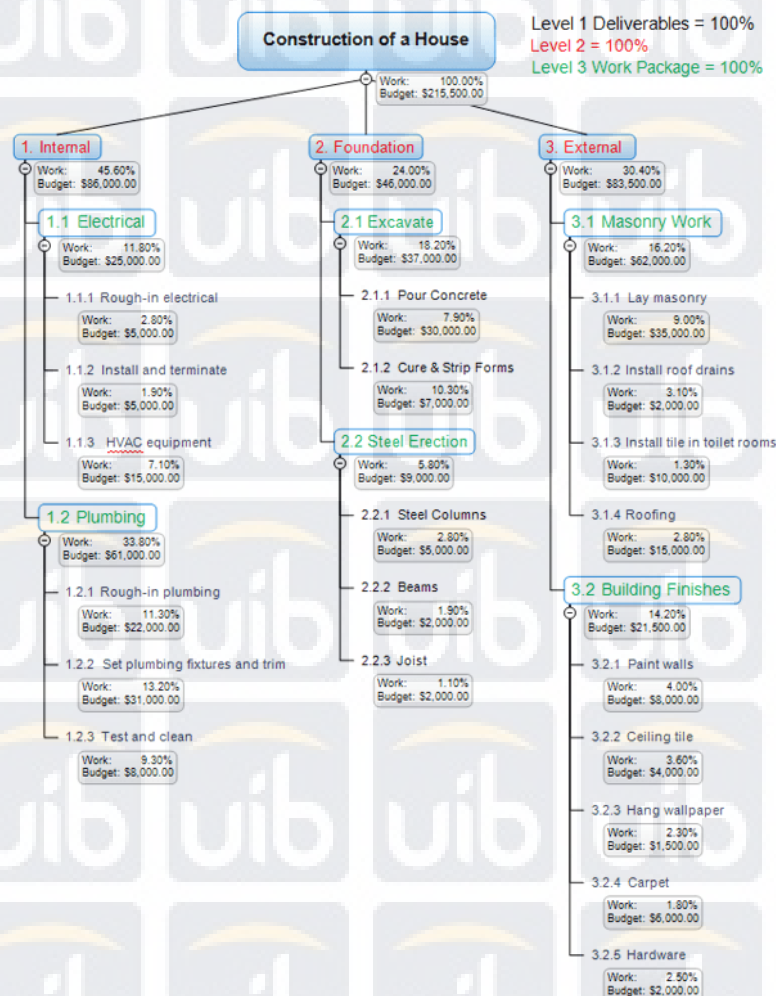 Construction of a House
Level 1 Deliverables = 100%
Level 2 = 100%
Level 3 Work Package = 100%
Work: 100.00%
Budget: $215,500.00
1. Internal
Work: 45.60%
Budget: $86,000.00
1.1 Electrical
Work: 11.80%
Budget: $25,000.00
1.1.1 Rough-in electrical
Work: 2.80%
Budget: $5,000.00
1.1.2 Install and terminate
Work: 1.90%
Budget: $5,000.00
1.1.3 HVAC equipment
Work: 7.10%
Budget: $15,000.00
1.2 Plumbing
Work: 33.80%
Budget: $61,000.00
1.2.1 Rough-in plumbing
Work: 11.30%
Budget: $22,000.00
1.2.2 Set plumbing fixtures and trim
Work: 13.20%
Budget: $31,000.00
1.2.3 Test and clean
Work: 9.30%
Budget: $8,000.00
2. Foundation
Work: 24.00%
Budget: $46,000.00
2.1 Excavate
Work: 18.20%
Budget: $37,000.00
2.1.1 Pour Concrete
Work: 7.90%
Budget: $30,000.00
2.1.2 Cure & Strip Forms
Work: 10.30%
Budget: $7,000.00
2.2 Steel Erection
Work: 5.80%
Budget: $9,000.00
2.2.1 Steel Columns
Work: 2.80%
Budget: $5,000.00
2.2.2 Beams
Work: 1.90%
Budget: $2,000.00
2.2.3 Joist
Work: 1.10%
Budget: $2,000.00
3. External
Work: 30.40%
Budget: $83,500.00
3.1 Masonry Work
Work: 16.20%
Budget: $62,000.00
3.1.1 Lay masonry
Work: 9.00%
Budget: $35,000.00
3.1.2 Install roof drains
Work: 3.10%
Budget: $2,000.00
3.1.3 Install tile in toilet rooms
Work: 1.30%
Budget: $10,000.00
3.1.4 Roofing
Work: 2.80%
Budget: $15,000.00
3.2 Building Finishes
Work: 14.20%
Budget: $21,500.00
3.2.1 Paint walls
Work: 4.00%
Budget: $8,000.00
3.2.2 Ceiling tile
Work: 3.60%
Budget: $4,000.00
3.2.3 Hang wallpaper
Work: 2.30%
Budget: $1,500.00
3.2.4 Carpet
Work: 1.80%
Budget: $6,000.00
3.2.5 Hardware
Work: 2.50%
Budget: $2,000.00
uib